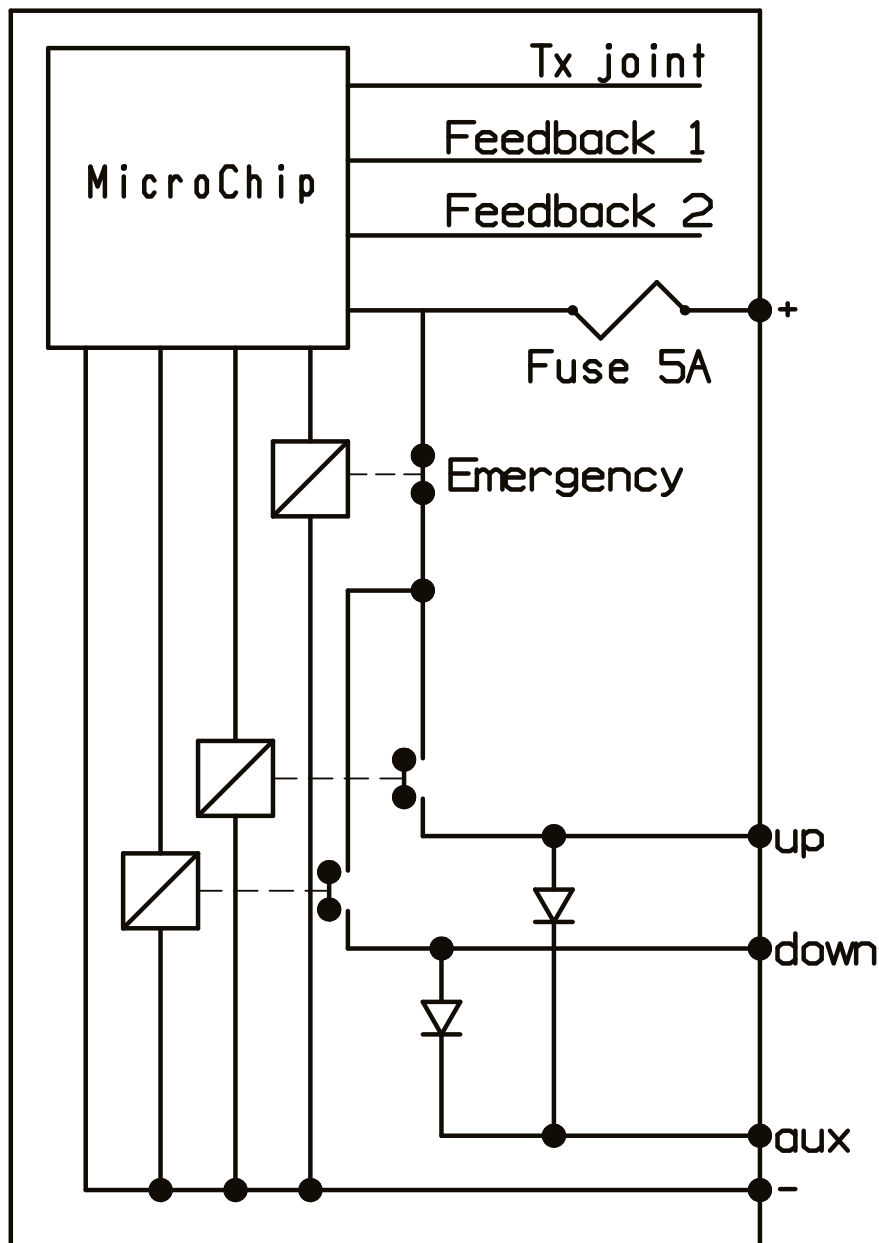 Tx joint
Feedback 1
MicroChip
Feedback 2
+
Fuse 5A
Emergency
up
down
aux
-